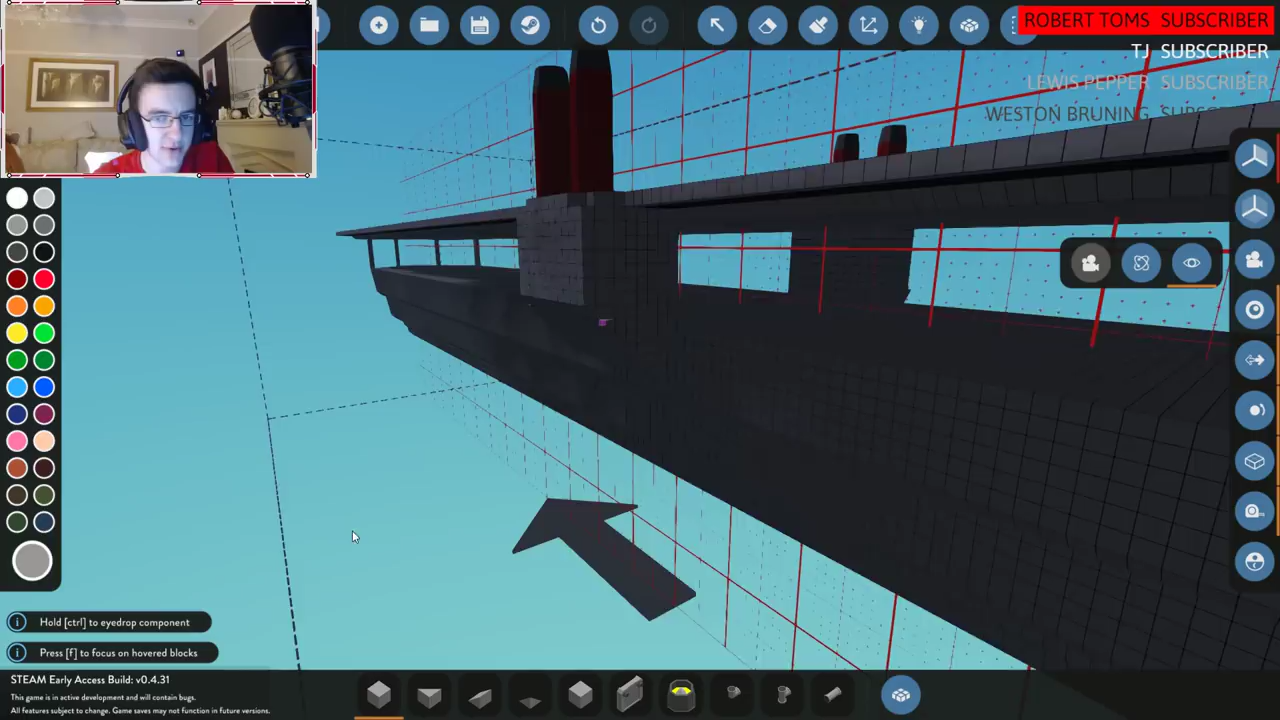 ROBERT TOMS SUBSCRIBER
TJ SUBSCRIBER
LEWIS PEPPER SUBSCRIBER
WESTON BRUNING
Hold [ctrl] to eyedrop component
Press [f] to focus on hovered blocks
STEAM Early Access Build: v0.4.31
This game is in active development and will contain bugs.
All features subject to change. Game saves may not function in future versions.